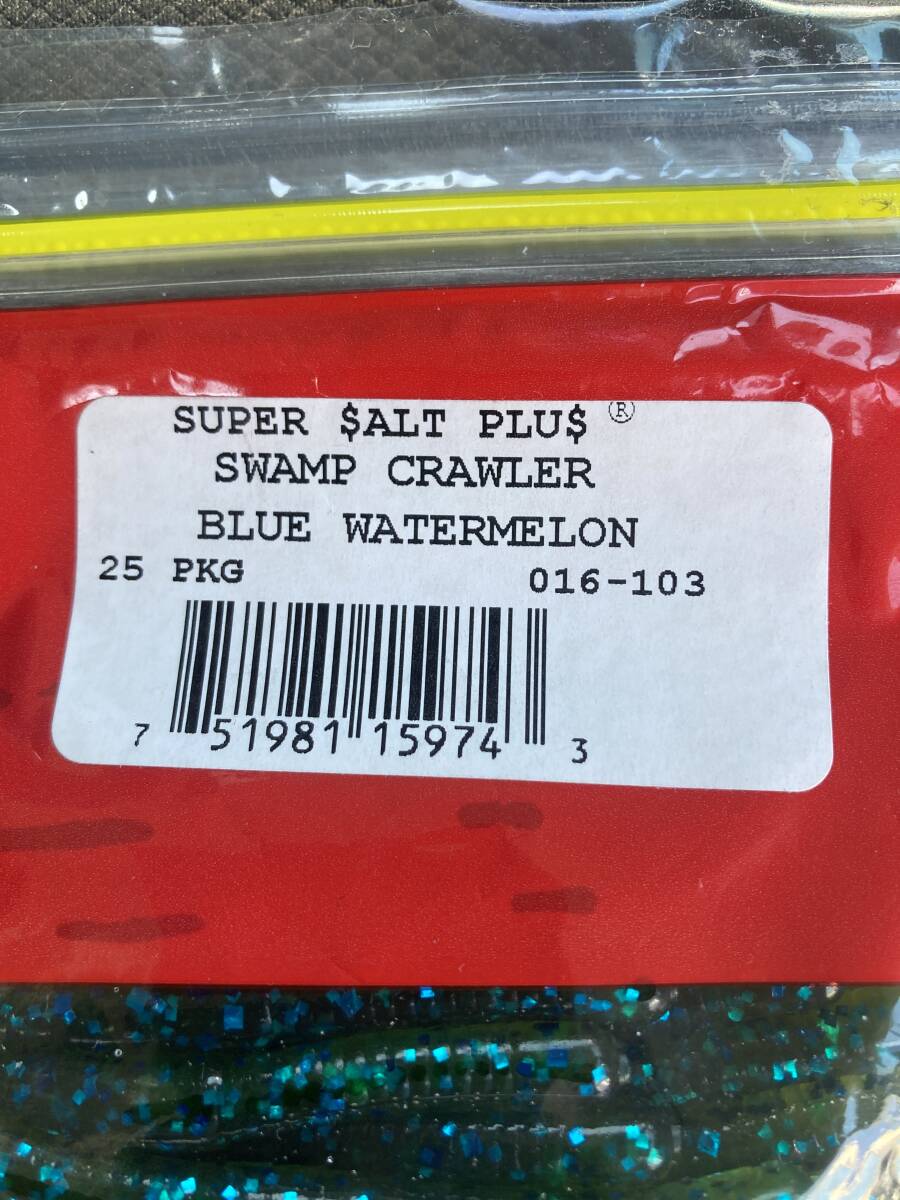 SUPER $ALT PLU$ ®
SWAMP CRAWLER
BLUE WATERMELON
25 PKG 016-103
7 51981 15974 3